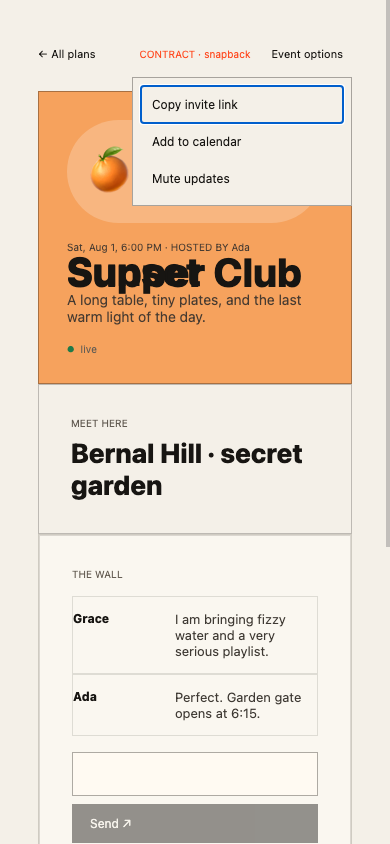 ← All plans
CONTRACT · snapback
Event options
Copy invite link
Add to calendar
Mute updates
Sat, Aug 1, 6:00 PM · HOSTED BY Ada
Club
A long table, tiny plates, and the last
warm light of the day.
live
MEET HERE
Bernal Hill · secret
garden
THE WALL
Grace
I am bringing fizzy
water and a very
serious playlist.
Ada
Perfect. Garden gate
opens at 6:15.
Send ↗